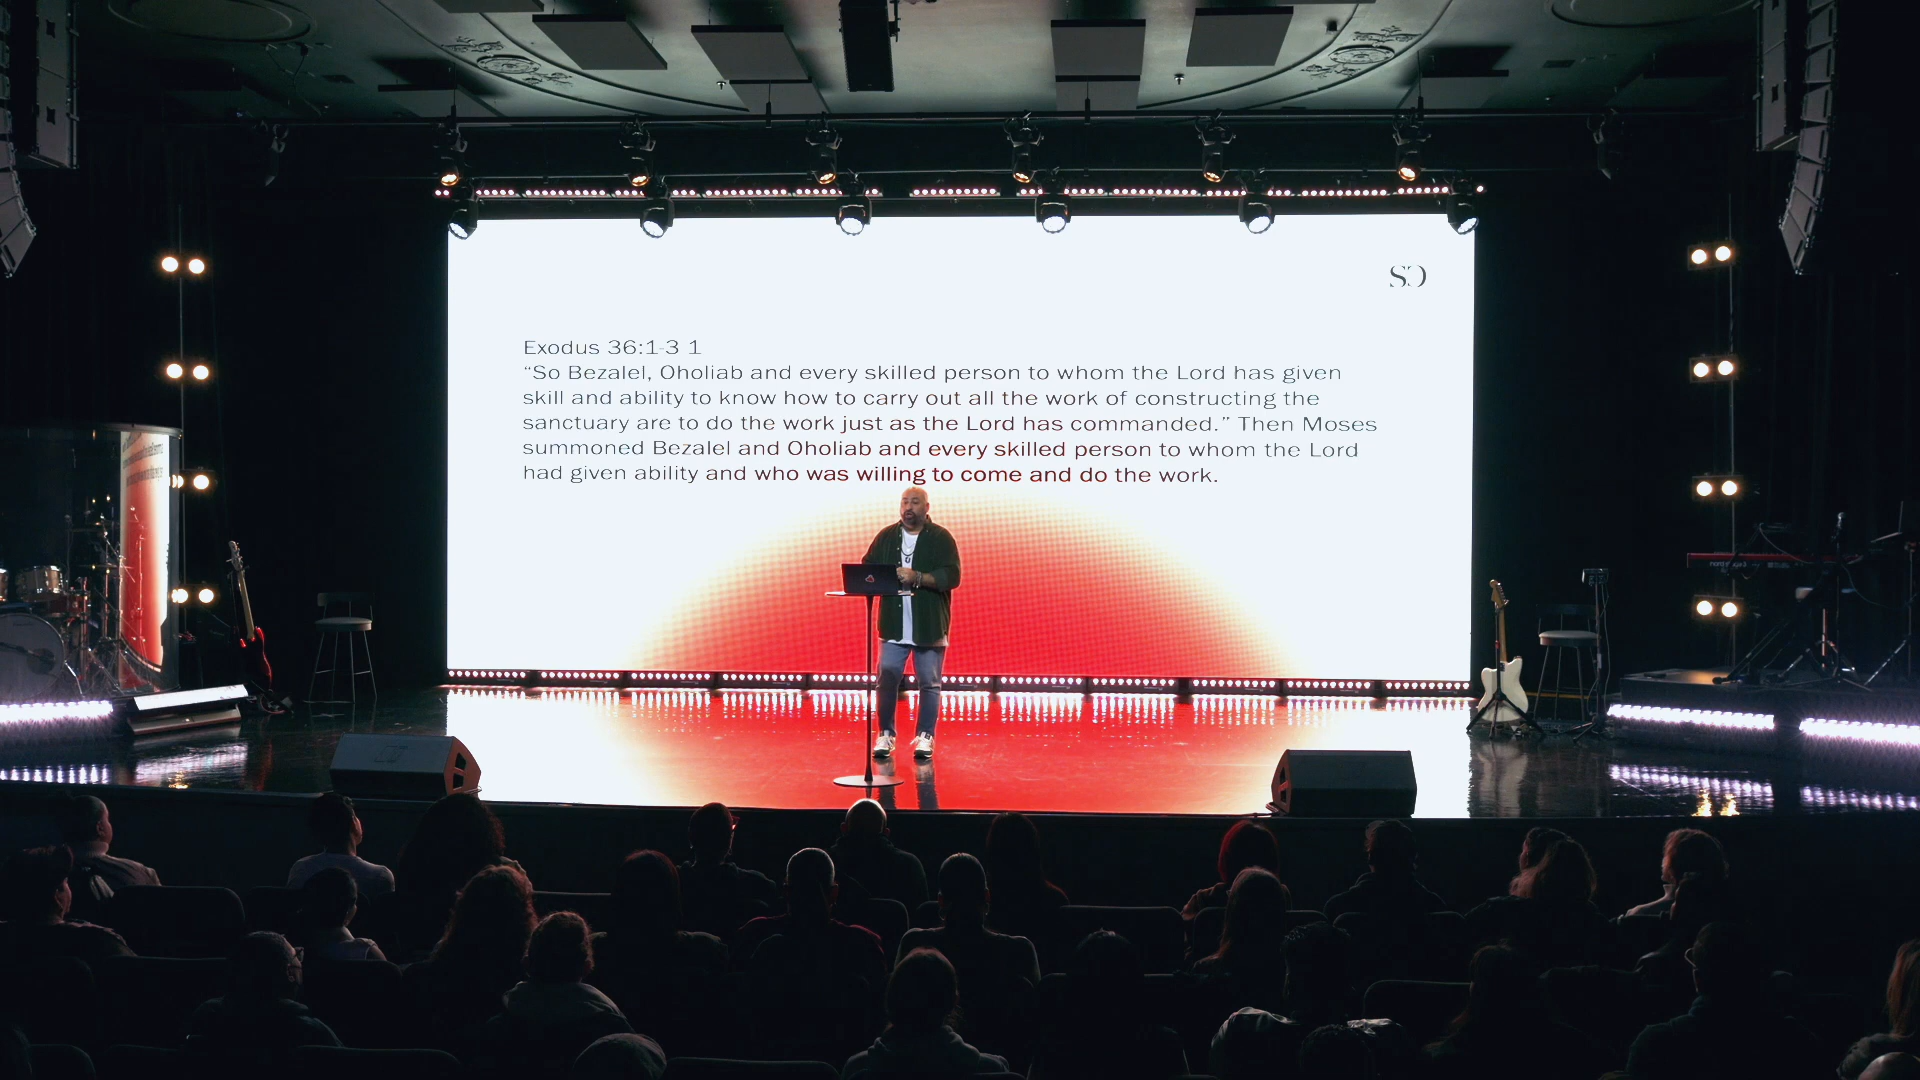 SC
Exodus 36:1-3 1
“So Bezalel, Oholiab and every skilled person to whom the Lord has given
skill and ability to know how to carry out all the work of constructing the
sanctuary are to do the work just as the Lord has commanded.” Then Moses
summoned Bezalel and Oholiab and every skilled person to whom the Lord
had given ability and who was willing to come and do the work.